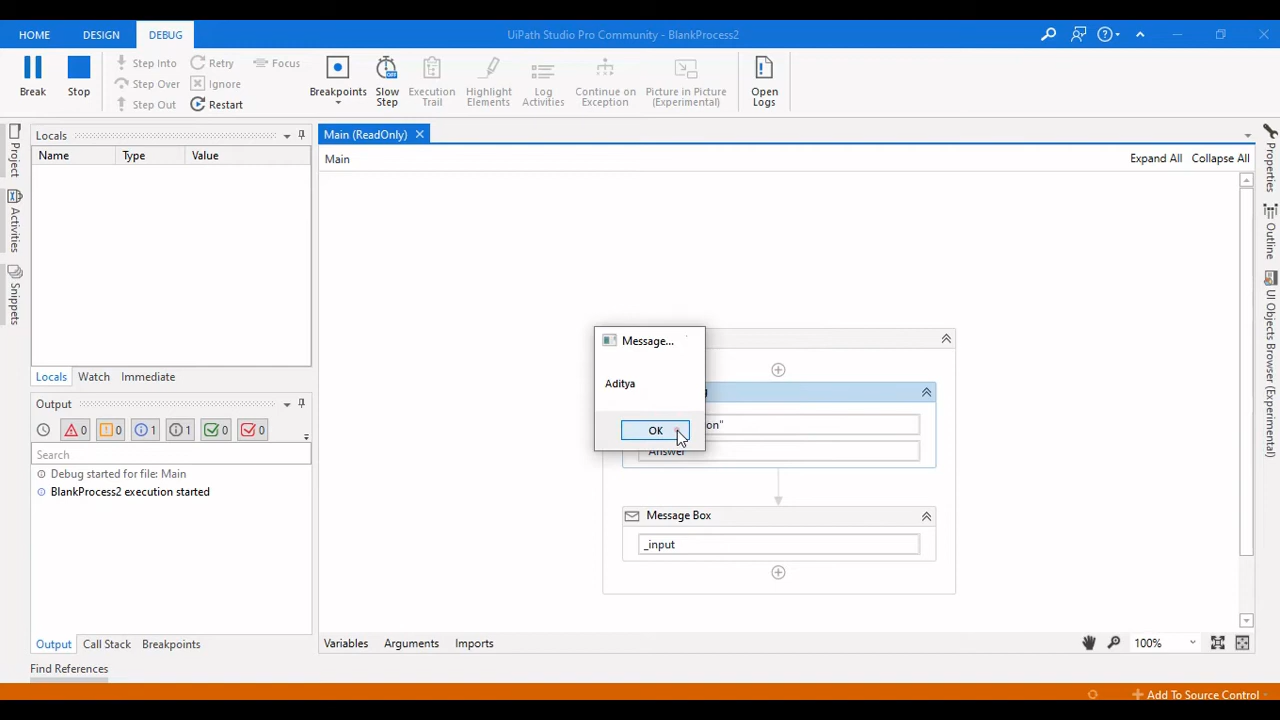 HOME DESIGN DEBUG UiPath Studio Pro Community - BlankProcess2
Break Stop Step Into Step Over Step Out Retry Ignore Restart Focus Breakpoints Slow Step Execution Trail Highlight Elements Log Activities Continue on Exception Picture in Picture (Experimental) Open Logs
Project
Activities
Snippets
Locals
Name Type Value
Locals Watch Immediate
Output
0 0 1 1 0 0
Search
Debug started for file: Main
BlankProcess2 execution started
Output Call Stack Breakpoints
Find References
Main (ReadOnly)
Main Expand All Collapse All
Message...
Aditya
OK
on"
Answer
Message Box
_input
Variables Arguments Imports 100%
Properties
Outline
UI Objects Browser (Experimental)
Add To Source Control